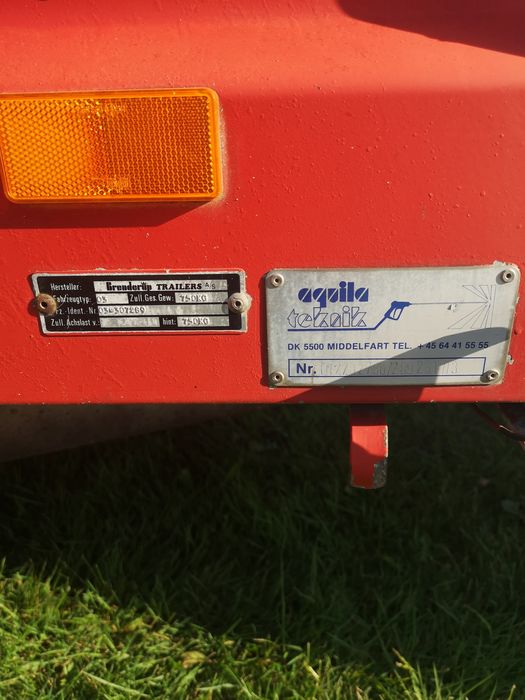 Hersteller: Brenderüp TRAILERS A/S
Fahrzeugtyp: 03 Zull. Ges. Gew: 750KG
Fz.-Ident. Nr.
Zull. Achslast v.: hint: 750KG
aquila
teknik
DK 5500 MIDDELFART TEL. +45 64 41 55 55
Nr.